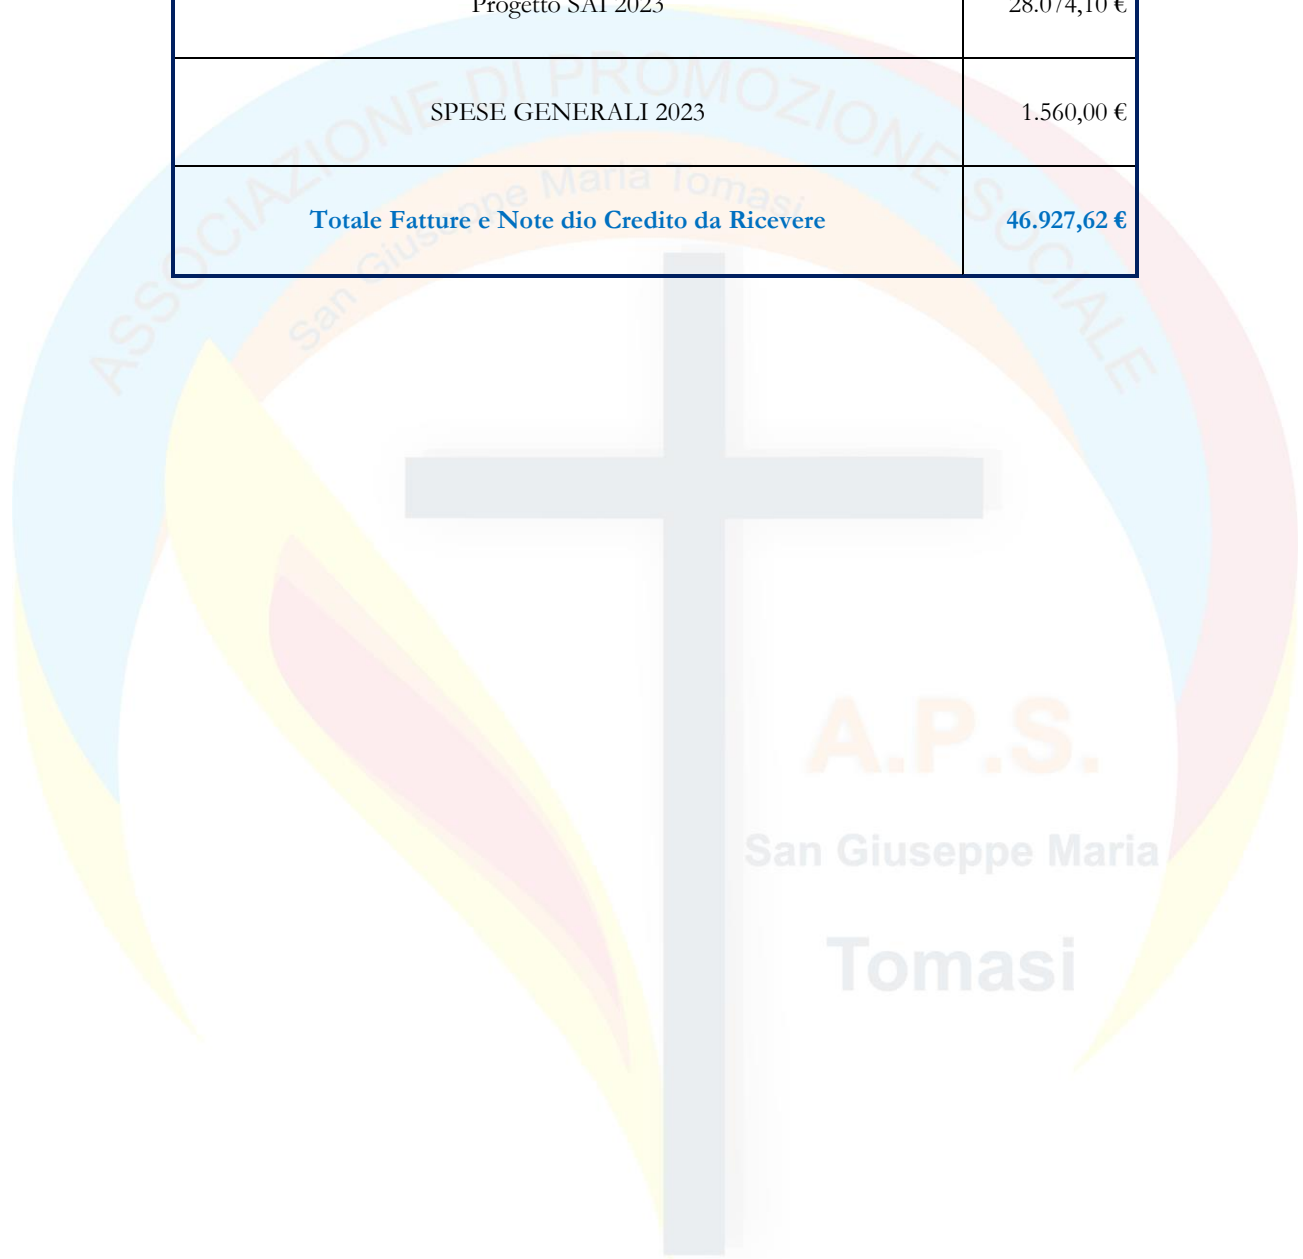 Progetto SAI 2023 28.074,10 €
SPESE GENERALI 2023 1.560,00 €
Totale Fatture e Note dio Credito da Ricevere 46.927,62 €
ASSOCIAZIONE DI PROMOZIONE SOCIALE
San Giuseppe Maria Tomasi
A.P.S.
San Giuseppe Maria
Tomasi